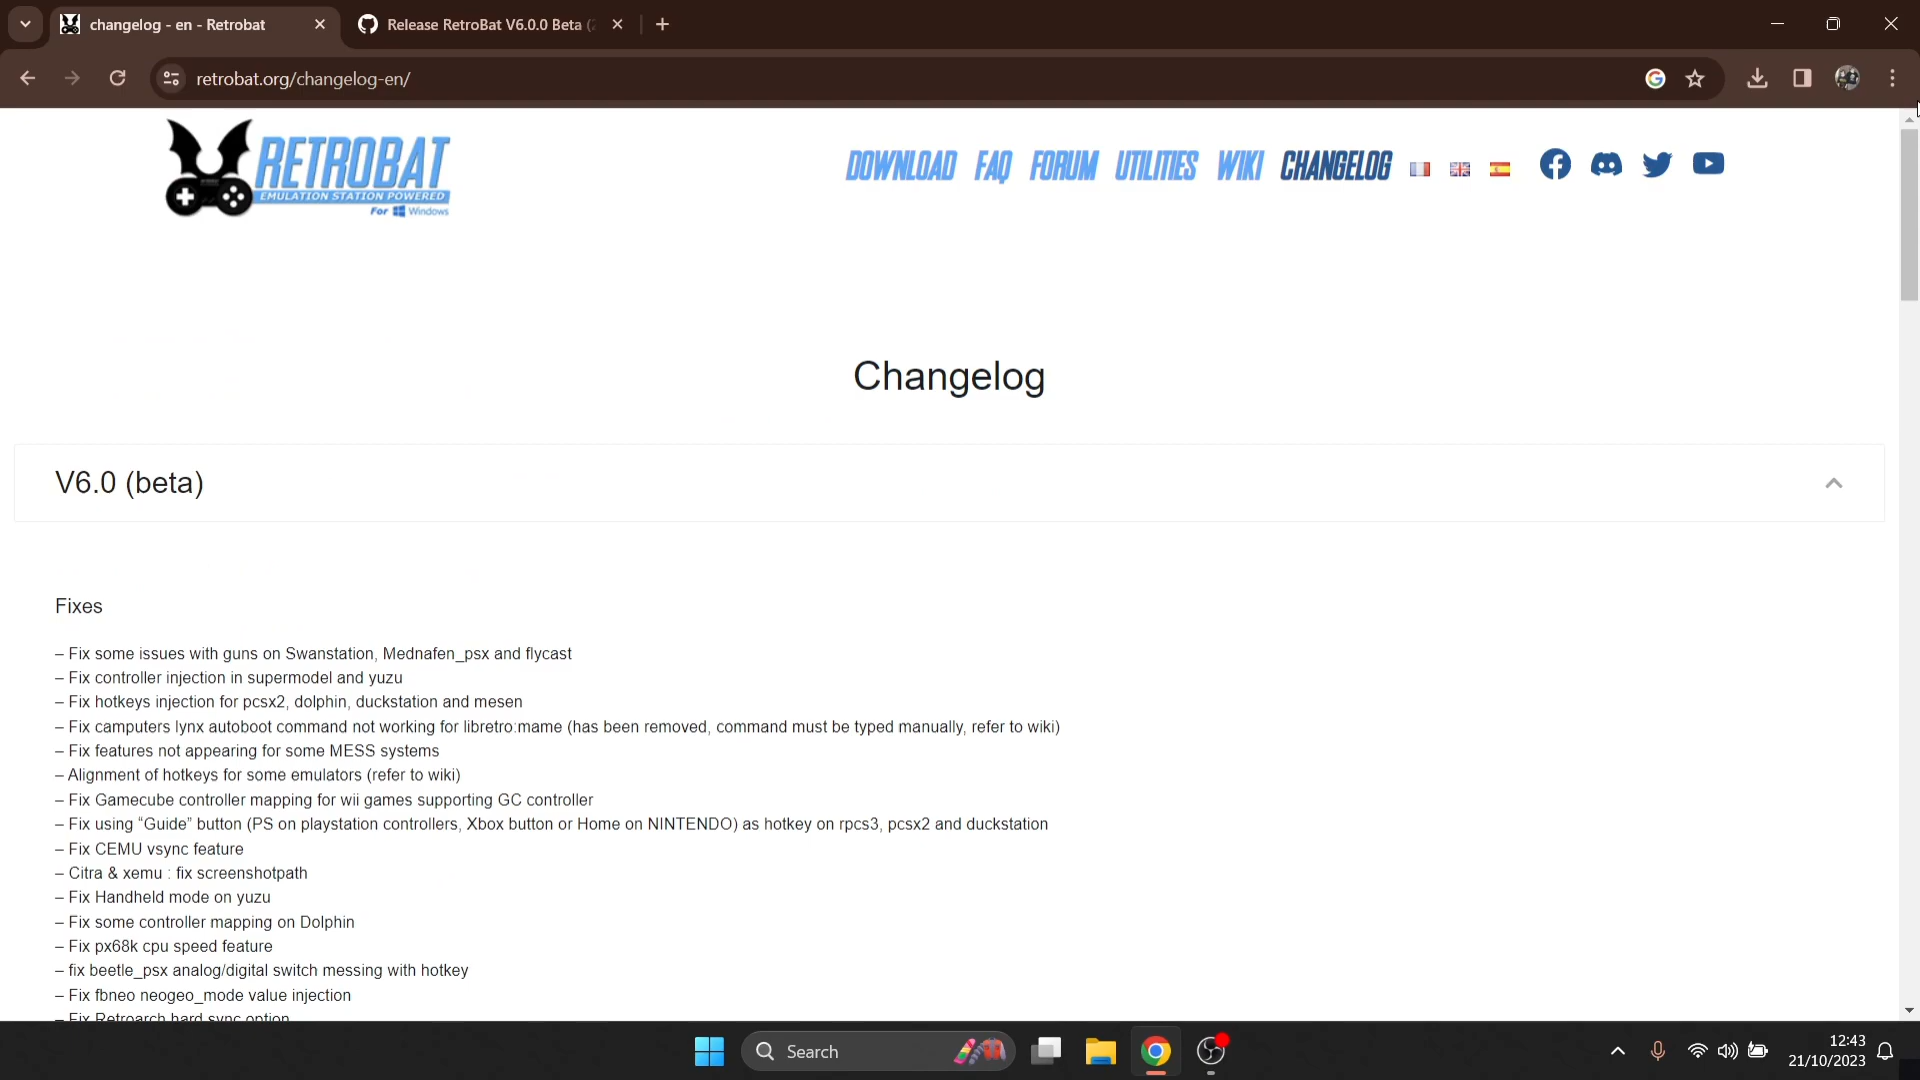 changelog - en - Retrobat
Release RetroBat V6.0.0 Beta
retrobat.org/changelog-en/
RETROBAT
EMULATION STATION POWERED
For Windows
DOWNLOAD FAQ FORUM UTILITIES WIKI CHANGELOG
Changelog
V6.0 (beta)
Fixes
– Fix some issues with guns on Swanstation, Mednafen_psx and flycast
– Fix controller injection in supermodel and yuzu
– Fix hotkeys injection for pcsx2, dolphin, duckstation and mesen
– Fix camputers lynx autoboot command not working for libretro:mame (has been removed, command must be typed manually, refer to wiki)
– Fix features not appearing for some MESS systems
– Alignment of hotkeys for some emulators (refer to wiki)
– Fix Gamecube controller mapping for wii games supporting GC controller
– Fix using “Guide” button (PS on playstation controllers, Xbox button or Home on NINTENDO) as hotkey on rpcs3, pcsx2 and duckstation
– Fix CEMU vsync feature
– Citra & xemu : fix screenshotpath
– Fix Handheld mode on yuzu
– Fix some controller mapping on Dolphin
– Fix px68k cpu speed feature
– fix beetle_psx analog/digital switch messing with hotkey
– Fix fbneo neogeo_mode value injection
– Fix Retroarch hard sync option
Search
12:43
21/10/2023